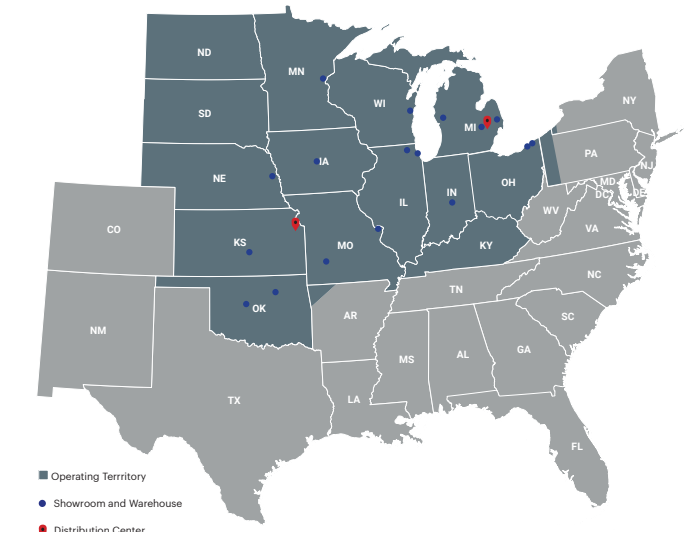 ND
MN
SD
WI
MI
NE
IA
IL
IN
OH
KS
MO
KY
OK
CO
NM
TX
AR
LA
TN
MS
AL
GA
FL
SC
NC
VA
WV
PA
NY
NJ
MD
DC
DE
Operating Terrritory
Showroom and Warehouse
Distribution Center